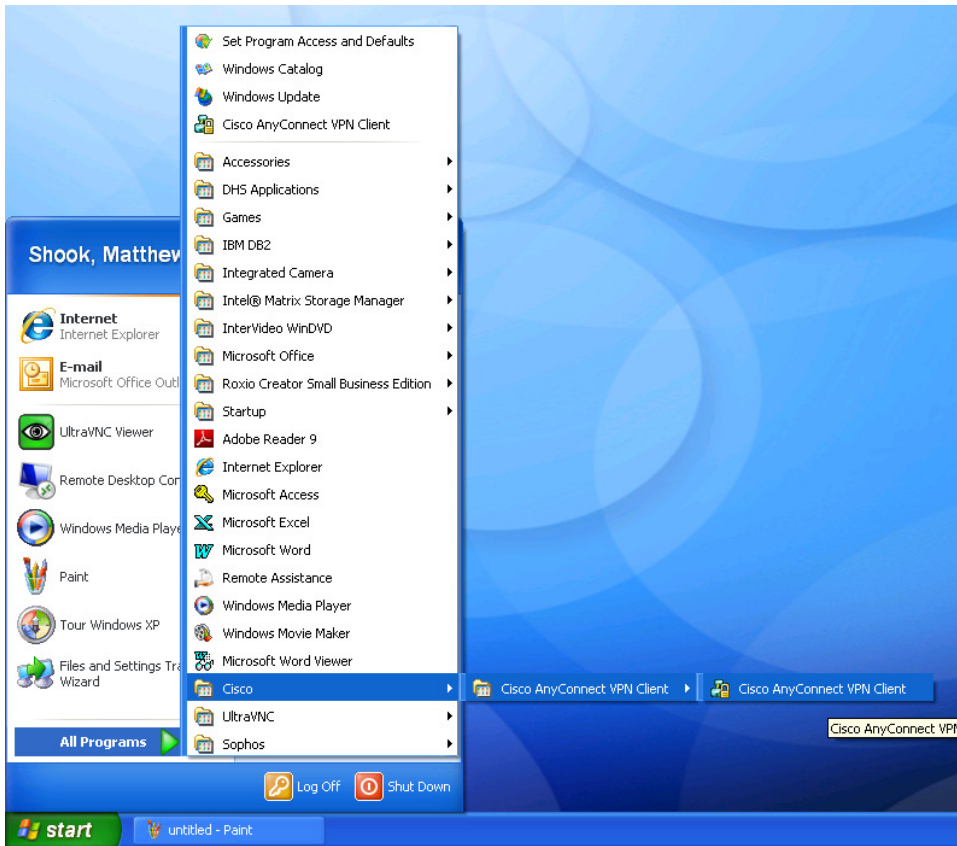 Set Program Access and Defaults
Windows Catalog
Windows Update
Cisco AnyConnect VPN Client
Accessories
DHS Applications
Games
IBM DB2
Integrated Camera
Intel® Matrix Storage Manager
InterVideo WinDVD
Microsoft Office
Roxio Creator Small Business Edition
Startup
Adobe Reader 9
Internet Explorer
Microsoft Access
Microsoft Excel
Microsoft Word
Remote Assistance
Windows Media Player
Windows Movie Maker
Microsoft Word Viewer
Cisco
UltraVNC
Sophos
Cisco AnyConnect VPN Client
Cisco AnyConnect VPN Client
Cisco AnyConnect VPN
Shook, Matthew
Internet
Internet Explorer
E-mail
Microsoft Office Outl
UltraVNC Viewer
Remote Desktop Con
Windows Media Playe
Paint
Tour Windows XP
Files and Settings Tra
Wizard
All Programs
Log Off
Shut Down
start
untitled - Paint